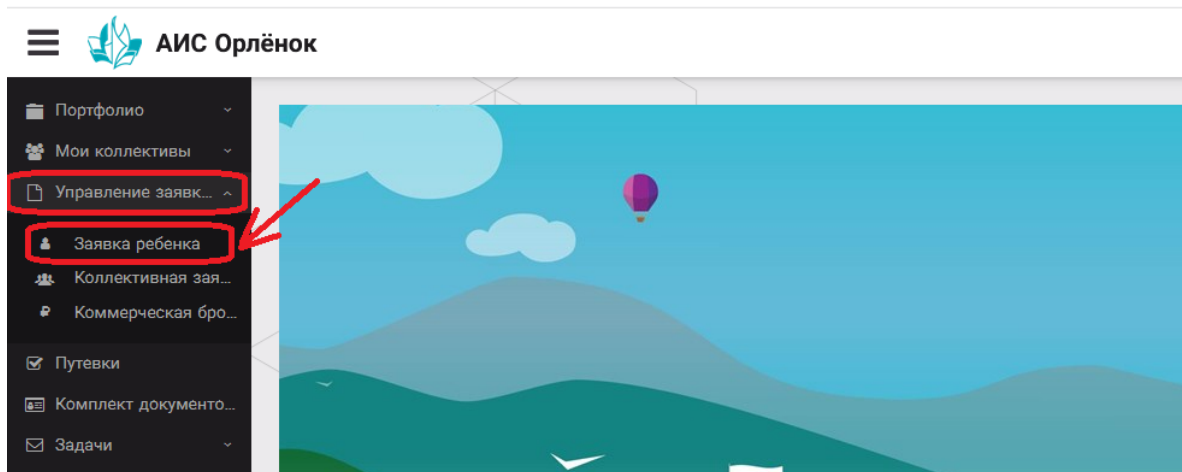 АИС Орлёнок
Портфолио
Мои коллективы
Управление заявк...
Заявка ребенка
Коллективная зая...
Коммерческая бро...
Путевки
Комплект документо...
Задачи